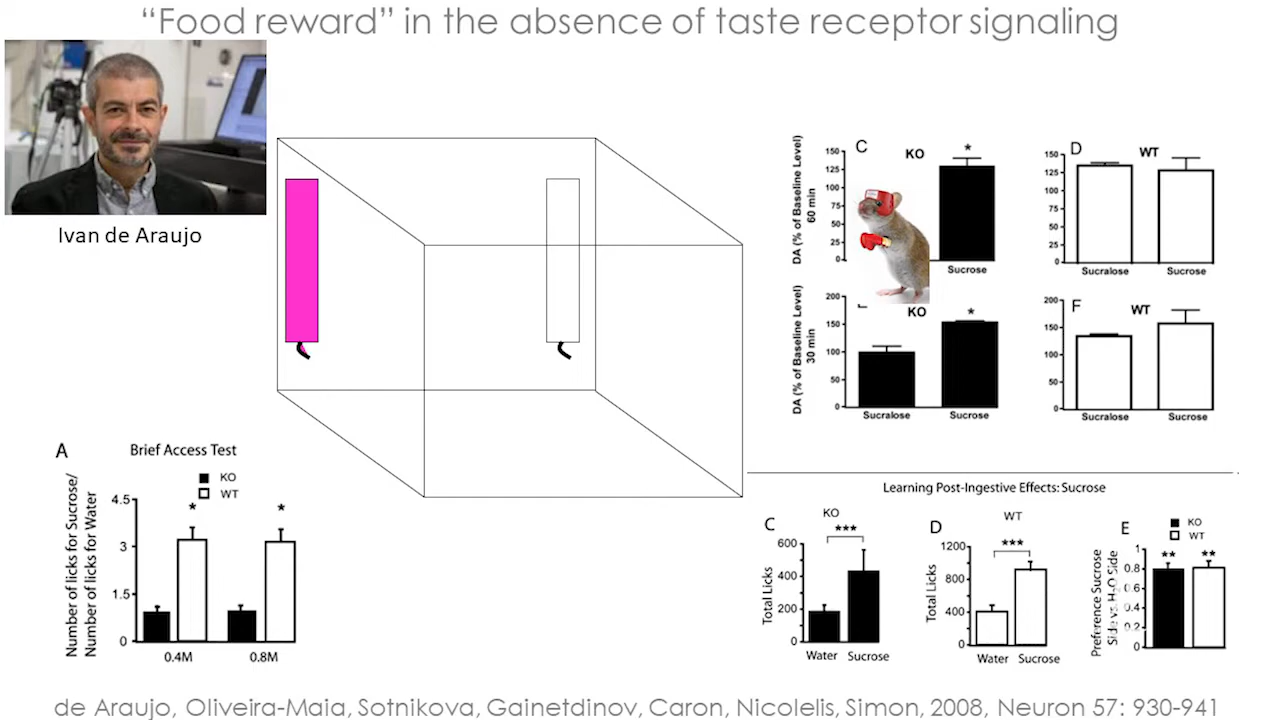 “Food reward” in the absence of taste receptor signaling
Ivan de Araujo
A
Brief Access Test
KO
WT
Number of licks for Sucrose/
Number of licks for Water
4.5
3
1.5
0
*
*
0.4M
0.8M
C
KO
*
DA (% of Baseline Level)
60 min
150
125
100
75
50
25
0
Sucrose
D
WT
150
125
100
75
50
25
0
Sucralose
Sucrose
KO
*
DA (% of Baseline Level)
30 min
200
150
100
50
0
Sucralose
Sucrose
F
WT
200
150
100
50
0
Sucralose
Sucrose
Learning Post-Ingestive Effects: Sucrose
C
KO
***
Total Licks
600
400
200
0
Water
Sucrose
D
WT
***
Total Licks
1200
800
400
0
Water
Sucrose
E
KO
WT
Preference Sucrose
Side vs. H2O Side
1
0.8
0.6
0.4
0.2
0
**
**
de Araujo, Oliveira-Maia, Sotnikova, Gainetdinov, Caron, Nicolelis, Simon, 2008, Neuron 57: 930-941